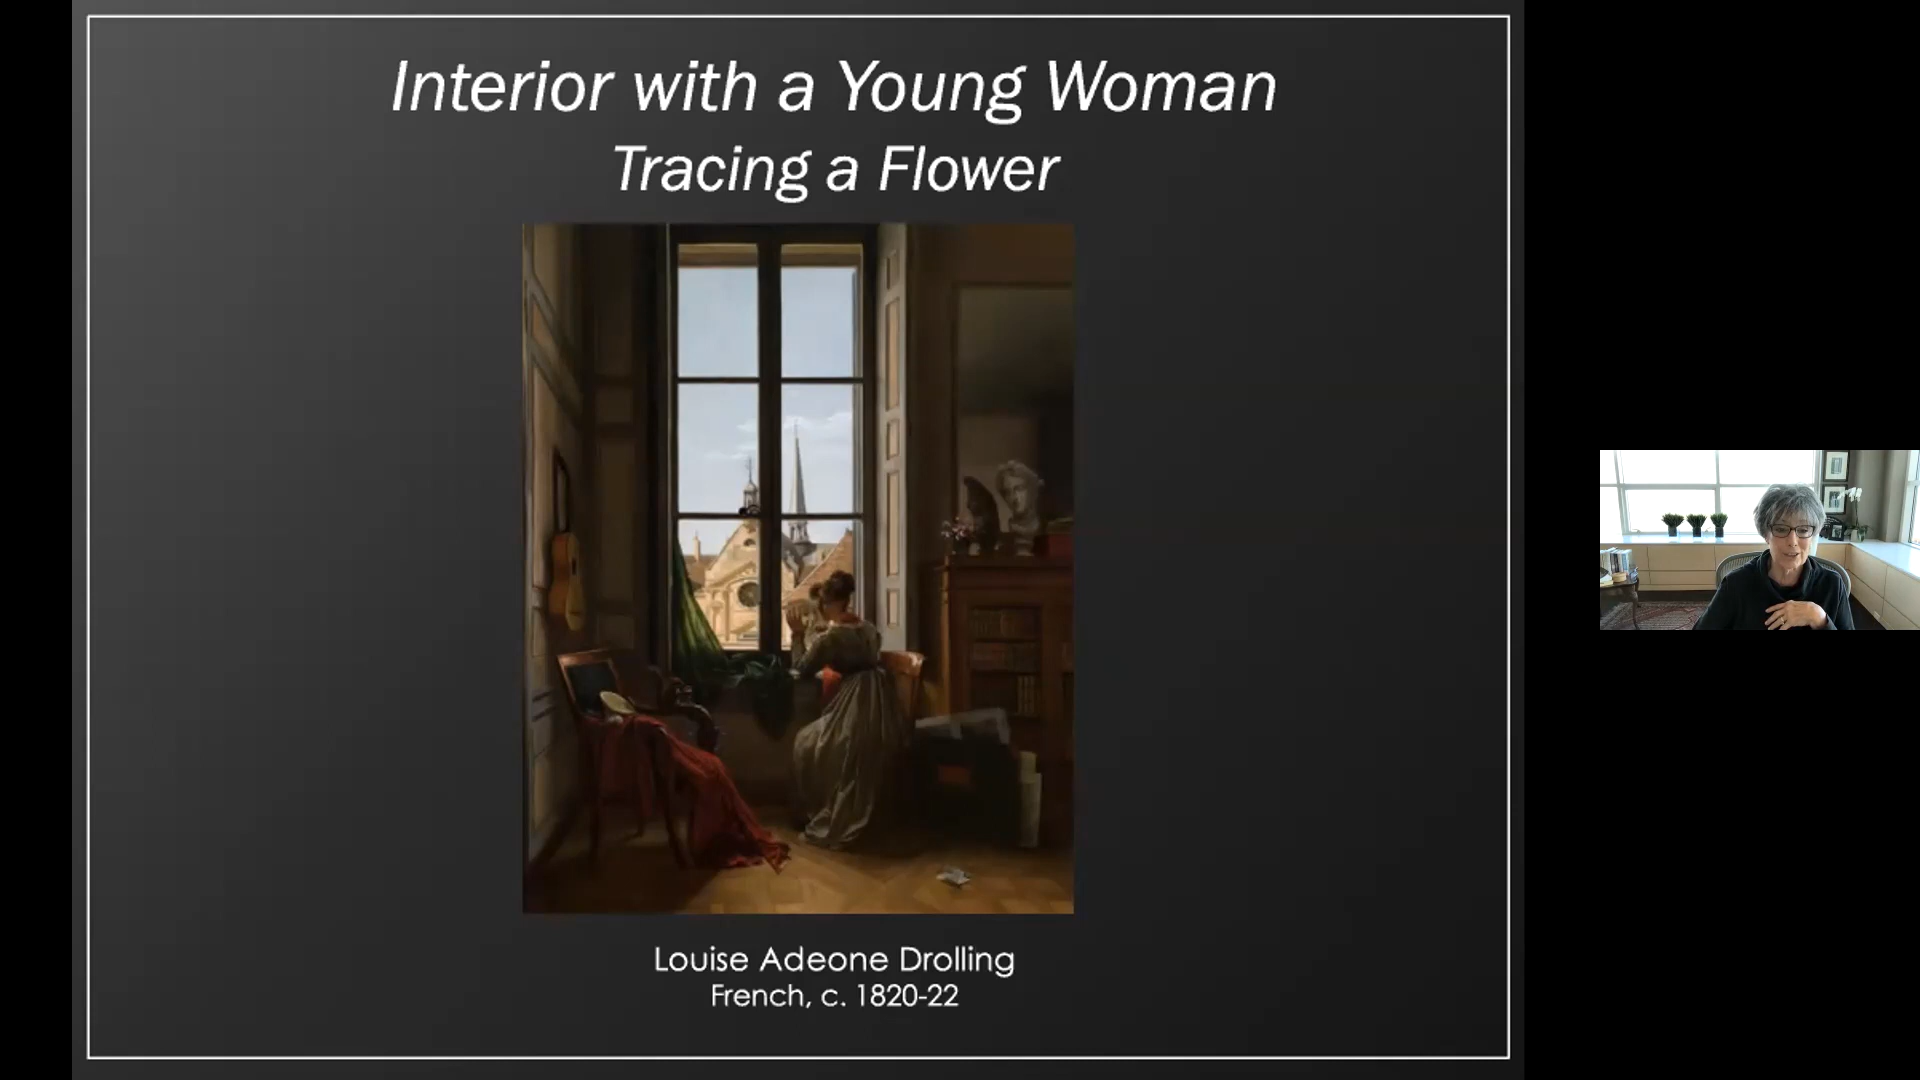 Interior with a Young Woman
Tracing a Flower
Louise Adeone Drolling
French, c. 1820-22